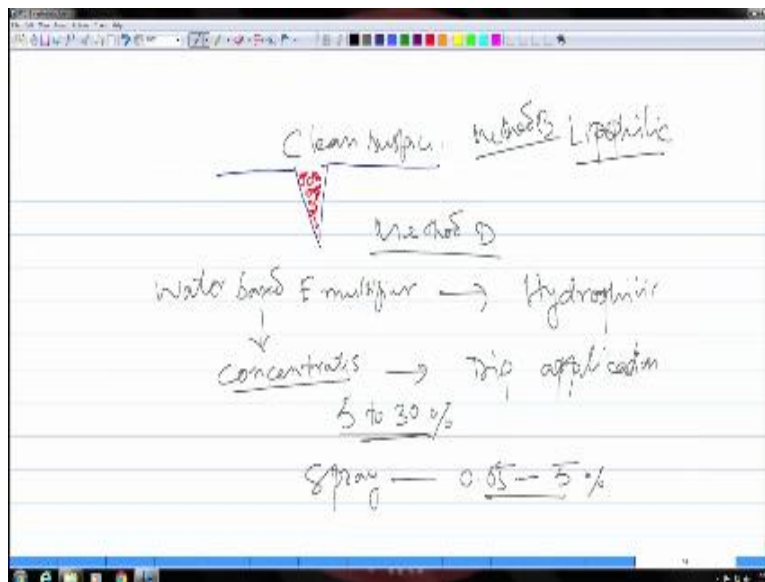 Clean surface. Method B Lipophilic
Method D
Water based Emulsifier → Hydrophilic
Concentrates → Dip application
5 to 30%
Spray — 0.05 - 5%